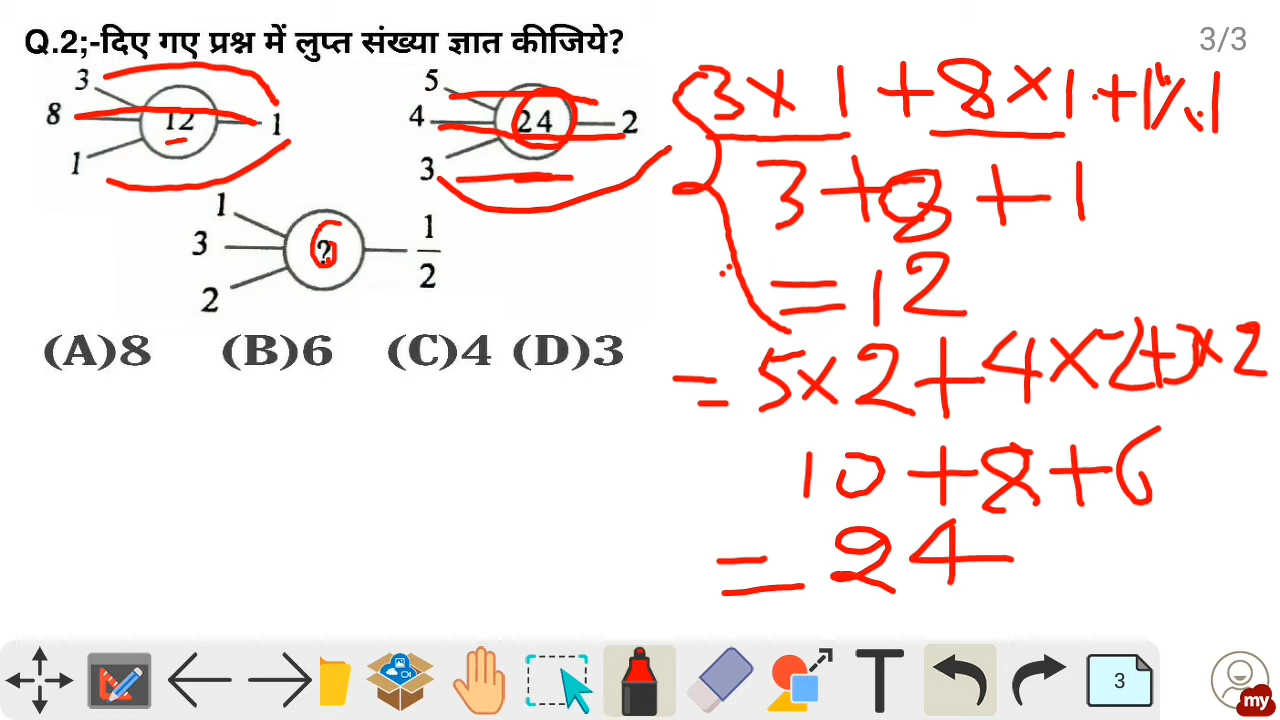 Q.2;-दिए गए प्रश्न में लुप्त संख्या ज्ञात कीजिये?
3/3
3
8 12 1
1
5
4 24 2
3
1
3 ? 6 1/2
2
(A)8 (B)6 (C)4 (D)3
3×1+8×1+1×1
3+8+1
=12
=5×2+4×2+3×2
10+8+6
=24
T
3
my